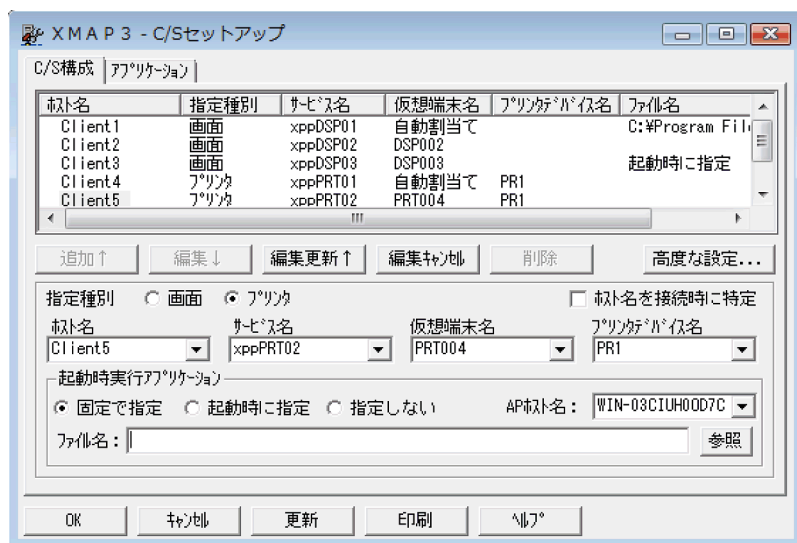 XMAP3 - C/Sセットアップ
C/S構成 ｱﾌﾟﾘｹｰｼｮﾝ
ﾎｽﾄ名 指定種別 ｻｰﾋﾞｽ名 仮想端末名 ﾌﾟﾘﾝﾀﾃﾞﾊﾞｲｽ名 ﾌｧｲﾙ名
Client1 画面 xppDSP01 自動割当て C:¥Program Fil
Client2 画面 xppDSP02 DSP002
Client3 画面 xppDSP03 DSP003 起動時に指定
Client4 ﾌﾟﾘﾝﾀ xppPRT01 自動割当て PR1
Client5 ﾌﾟﾘﾝﾀ xppPRT02 PRT004 PR1
追加↑ 編集↓ 編集更新↑ 編集ｷｬﾝｾﾙ 削除 高度な設定...
指定種別 画面 ﾌﾟﾘﾝﾀ ﾎｽﾄ名を接続時に特定
ﾎｽﾄ名 ｻｰﾋﾞｽ名 仮想端末名 ﾌﾟﾘﾝﾀﾃﾞﾊﾞｲｽ名
Client5 xppPRT02 PRT004 PR1
起動時実行ｱﾌﾟﾘｹｰｼｮﾝ
固定で指定 起動時に指定 指定しない APﾎｽﾄ名： WIN-03CIUH0OD7C
ﾌｧｲﾙ名： 参照
OK ｷｬﾝｾﾙ 更新 印刷 ﾍﾙﾌﾟ